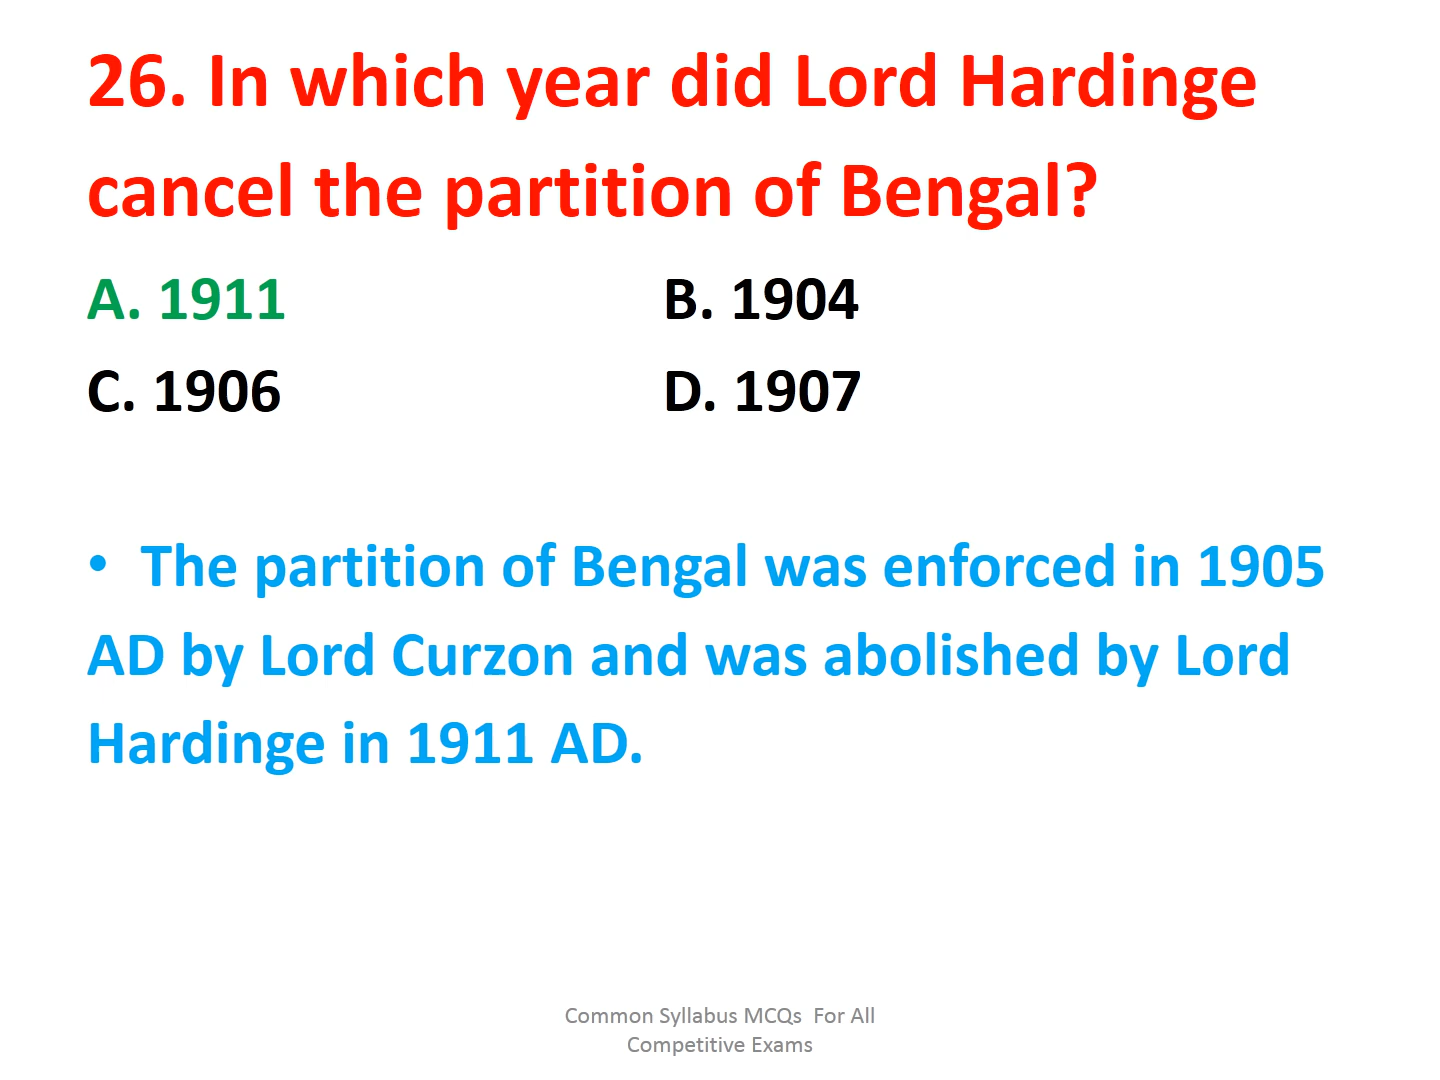 26. In which year did Lord Hardinge
cancel the partition of Bengal?
A. 1911 B. 1904
C. 1906 D. 1907
• The partition of Bengal was enforced in 1905
AD by Lord Curzon and was abolished by Lord
Hardinge in 1911 AD.
Common Syllabus MCQs For All
Competitive Exams